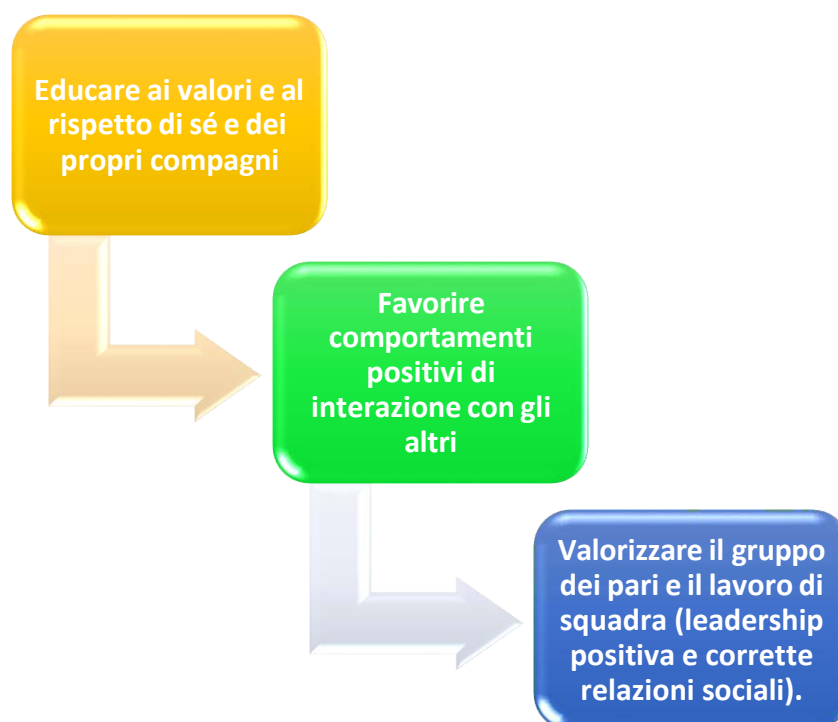 Educare ai valori e al
rispetto di sé e dei
propri compagni
Favorire
comportamenti
positivi di
interazione con gli
altri
Valorizzare il gruppo
dei pari e il lavoro di
squadra (leadership
positiva e corrette
relazioni sociali).